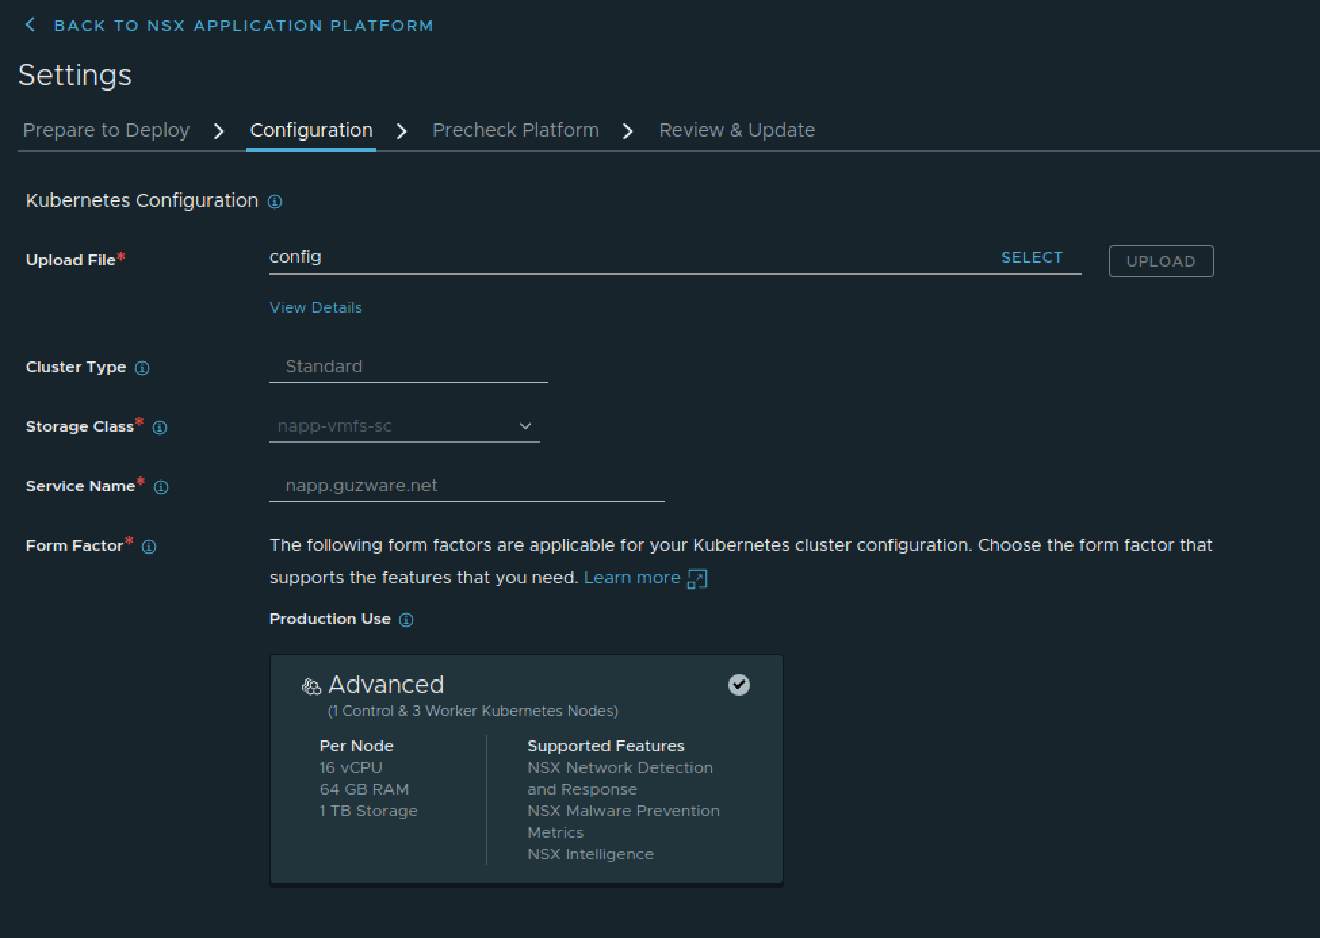 BACK TO NSX APPLICATION PLATFORM
Settings
Prepare to Deploy Configuration Precheck Platform Review & Update
Kubernetes Configuration
Upload File* config SELECT UPLOAD
View Details
Cluster Type Standard
Storage Class* napp-vmfs-sc
Service Name* napp.guzware.net
Form Factor* The following form factors are applicable for your Kubernetes cluster configuration. Choose the form factor that
supports the features that you need. Learn more
Production Use
Advanced
(1 Control & 3 Worker Kubernetes Nodes)
Per Node
16 vCPU
64 GB RAM
1 TB Storage
Supported Features
NSX Network Detection
and Response
NSX Malware Prevention
Metrics
NSX Intelligence